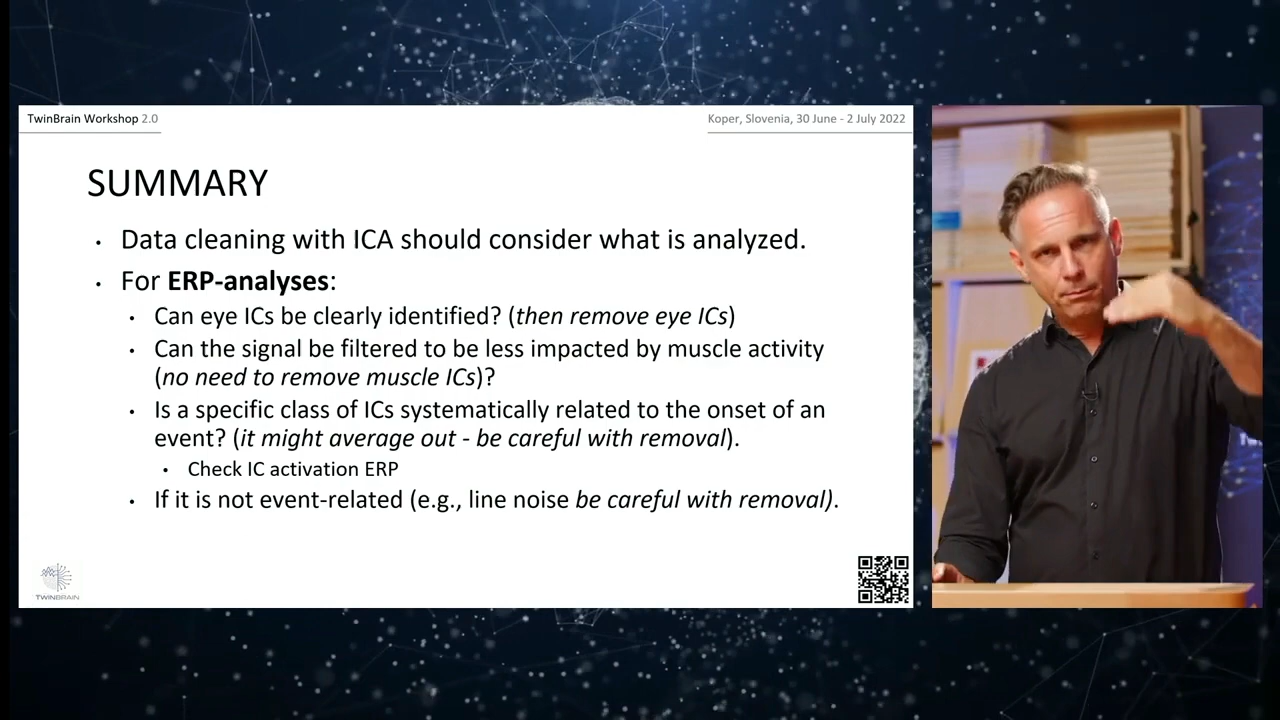 TwinBrain Workshop 2.0
Koper, Slovenia, 30 June - 2 July 2022
SUMMARY
• Data cleaning with ICA should consider what is analyzed.
• For ERP-analyses:
• Can eye ICs be clearly identified? (then remove eye ICs)
• Can the signal be filtered to be less impacted by muscle activity
(no need to remove muscle ICs)?
• Is a specific class of ICs systematically related to the onset of an
event? (it might average out - be careful with removal).
• Check IC activation ERP
• If it is not event-related (e.g., line noise be careful with removal).
TWINBRAIN